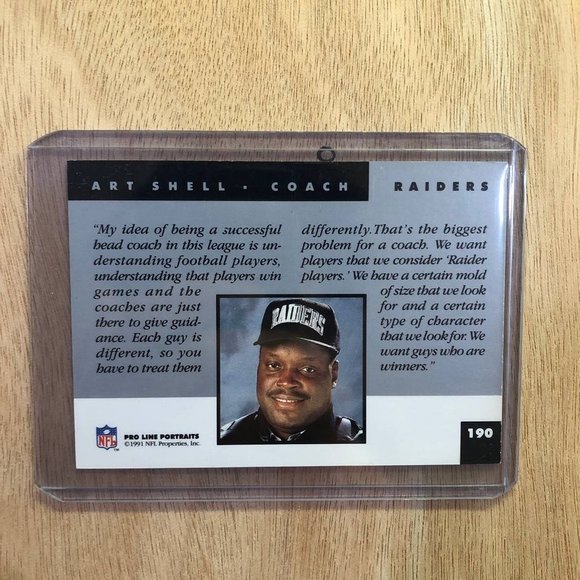 ART SHELL · COACH RAIDERS
"My idea of being a successful
head coach in this league is un-
derstanding football players,
understanding that players win
games and the
coaches are just
there to give guid-
ance. Each guy is
different, so you
have to treat them
differently. That's the biggest
problem for a coach. We want
players that we consider 'Raider
players.' We have a certain mold
of size that we look
for and a certain
type of character
that we look for. We
want guys who are
winners."
RAIDERS
NFL
TM
PRO LINE PORTRAITS
©1991 NFL Properties, Inc.
190